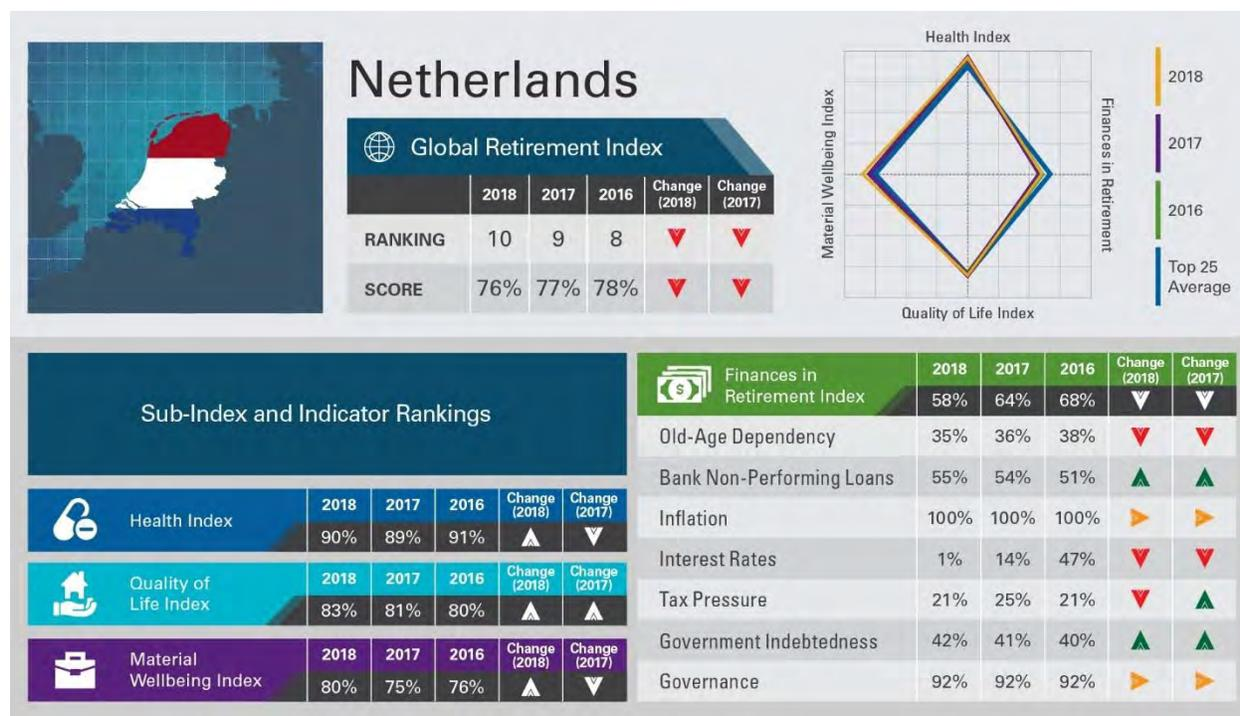 Netherlands
Global Retirement Index
2018 2017 2016 Change (2018) Change (2017)
RANKING 10 9 8
SCORE 76% 77% 78%
Health Index
Material Wellbeing Index
Finances in Retirement
Quality of Life Index
2018
2017
2016
Top 25
Average
Sub-Index and Indicator Rankings
Health Index
2018 2017 2016 Change (2018) Change (2017)
90% 89% 91%
Quality of
Life Index
2018 2017 2016 Change (2018) Change (2017)
83% 81% 80%
Material
Wellbeing Index
2018 2017 2016 Change (2018) Change (2017)
80% 75% 76%
Finances in
Retirement Index
2018 2017 2016 Change (2018) Change (2017)
58% 64% 68%
Old-Age Dependency 35% 36% 38%
Bank Non-Performing Loans 55% 54% 51%
Inflation 100% 100% 100%
Interest Rates 1% 14% 47%
Tax Pressure 21% 25% 21%
Government Indebtedness 42% 41% 40%
Governance 92% 92% 92%